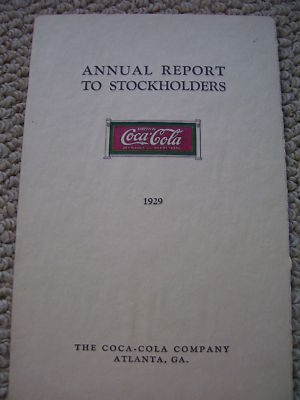 ANNUAL REPORT
TO STOCKHOLDERS
Coca-Cola
1929
THE COCA-COLA COMPANY
ATLANTA, GA.